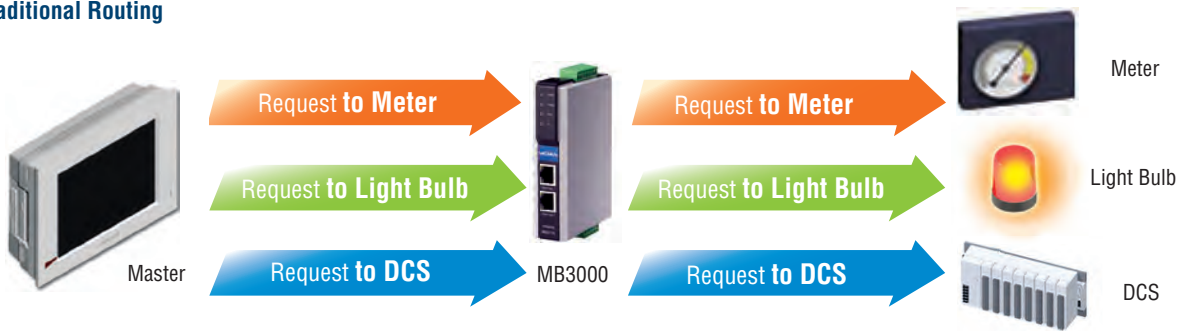 aditional Routing
Meter
Request to Meter
Request to Meter
Light Bulb
Request to Light Bulb
Request to Light Bulb
Master
Request to DCS
MB3000
Request to DCS
DCS